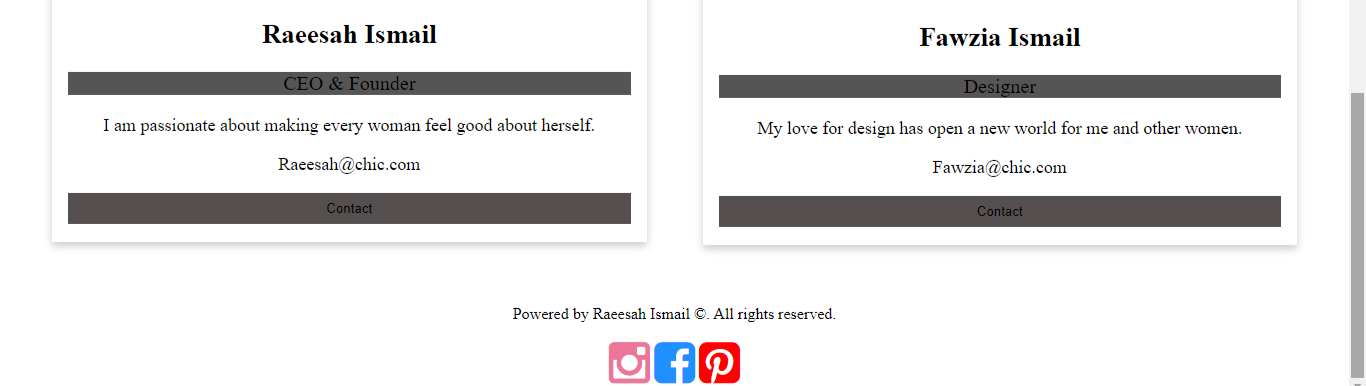 Raeesah Ismail
CEO & Founder
I am passionate about making every woman feel good about herself.
Raeesah@chic.com
Contact
Fawzia Ismail
Designer
My love for design has open a new world for me and other women.
Fawzia@chic.com
Contact
Powered by Raeesah Ismail ©. All rights reserved.